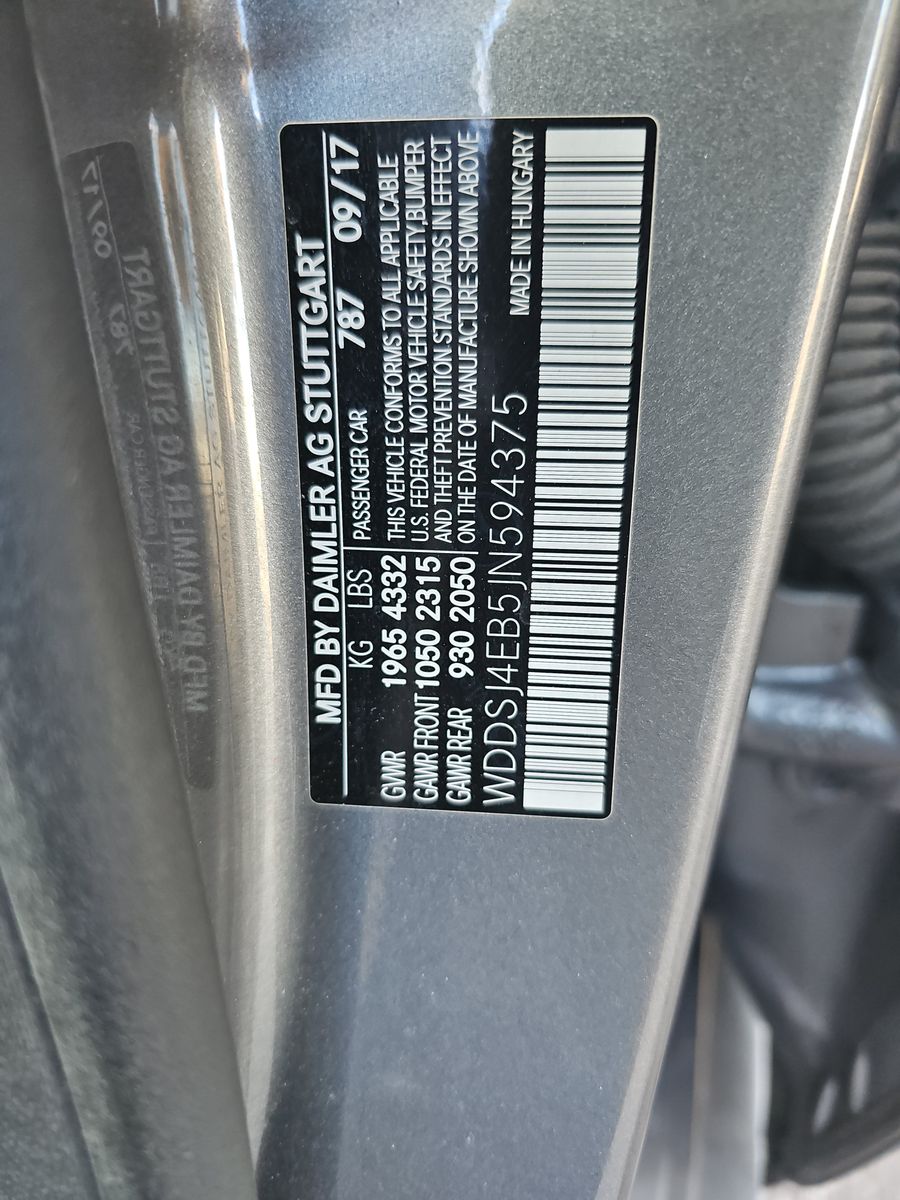 MFD BY DAIMLER AG STUTTGART
KG LBS PASSENGER CAR 787 09/17
GWR 1965 4332 THIS VEHICLE CONFORMS TO ALL APPLICABLE
GAWR FRONT 1050 2315 U.S. FEDERAL MOTOR VEHICLE SAFETY,BUMPER
GAWR REAR 930 2050 AND THEFT PREVENTION STANDARDS IN EFFECT
ON THE DATE OF MANUFACTURE SHOWN ABOVE
WDDSJ4EB5JN594375 MADE IN HUNGARY